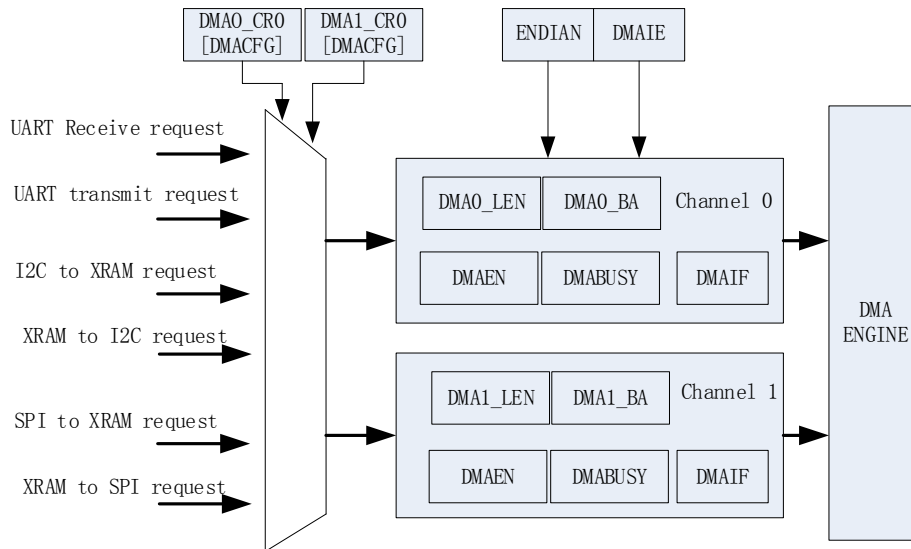 DMA0_CR0
[DMACFG]
DMA1_CR0
[DMACFG]
ENDIAN
DMAIE
UART Receive request
UART transmit request
I2C to XRAM request
XRAM to I2C request
SPI to XRAM request
XRAM to SPI request
DMA0_LEN
DMA0_BA
Channel 0
DMAEN
DMABUSY
DMAIF
DMA1_LEN
DMA1_BA
Channel 1
DMAEN
DMABUSY
DMAIF
DMA
ENGINE